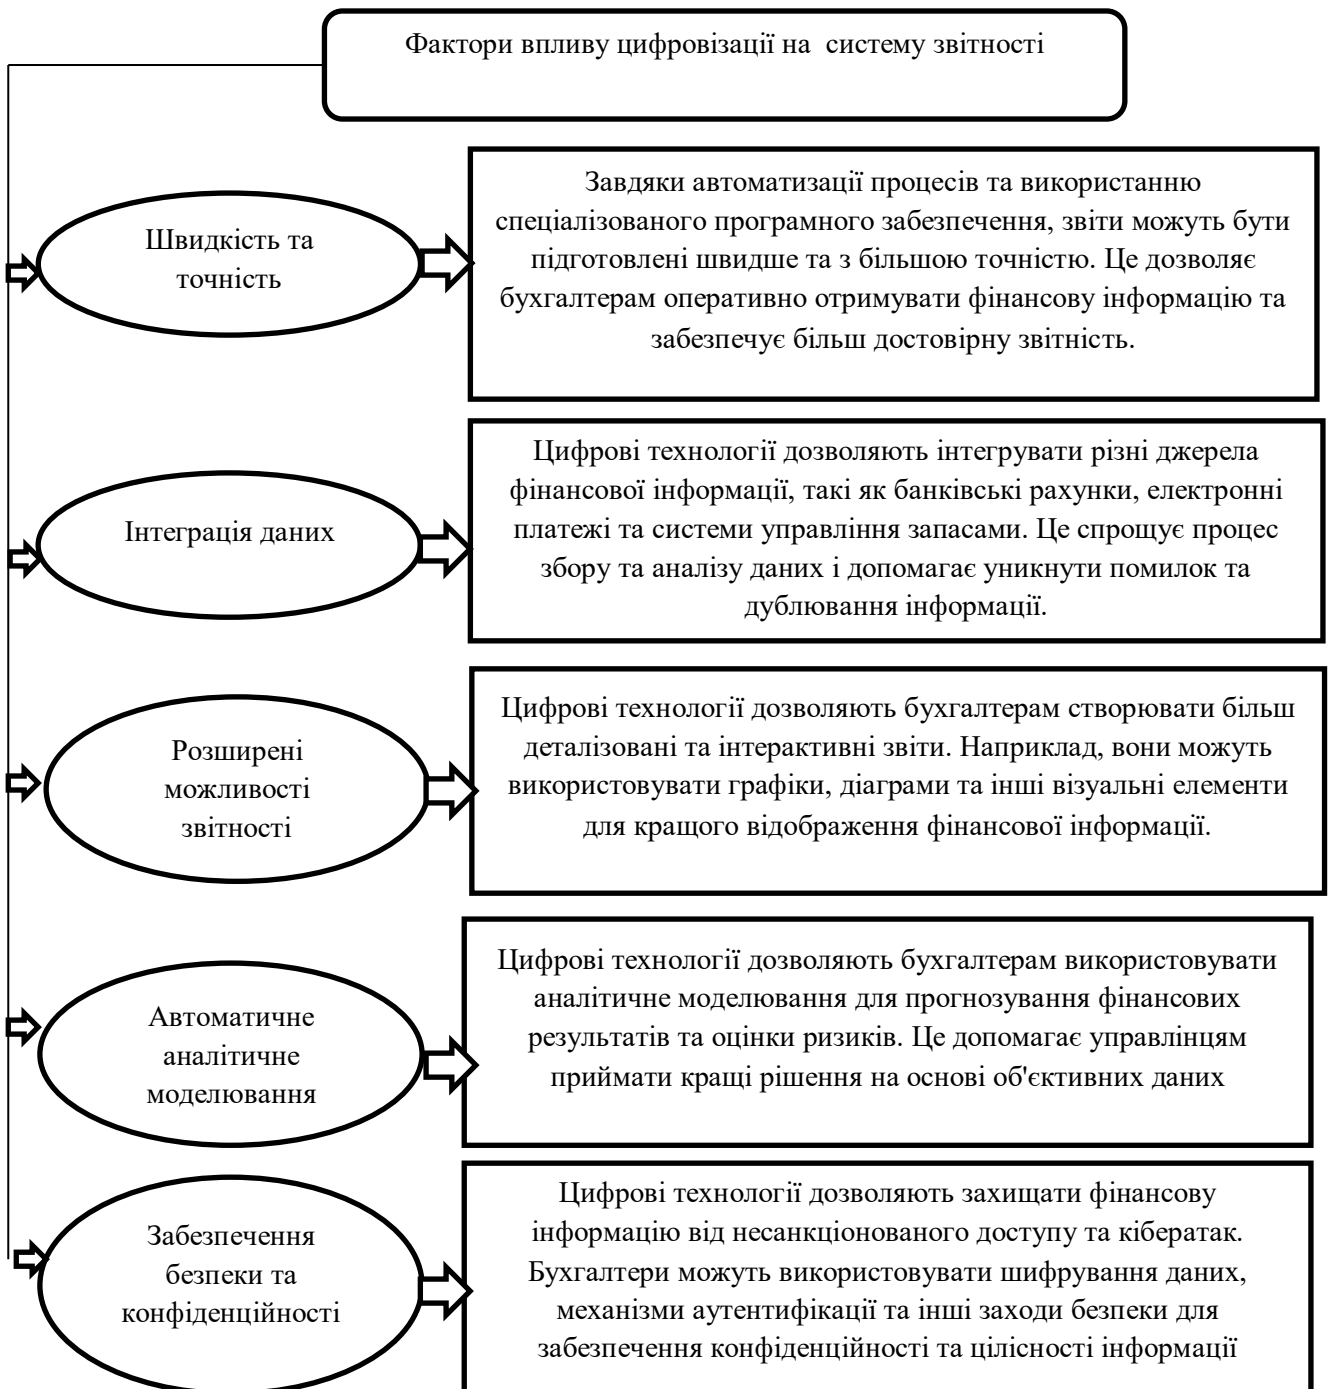 Фактори впливу цифровізації на систему звітності
Швидкість та
точність
Завдяки автоматизації процесів та використанню
спеціалізованого програмного забезпечення, звіти можуть бути
підготовлені швидше та з більшою точністю. Це дозволяє
бухгалтерам оперативно отримувати фінансову інформацію та
забезпечує більш достовірну звітність.
Інтеграція даних
Цифрові технології дозволяють інтегрувати різні джерела
фінансової інформації, такі як банківські рахунки, електронні
платежі та системи управління запасами. Це спрощує процес
збору та аналізу даних і допомагає уникнути помилок та
дублювання інформації.
Розширені
можливості
звітності
Цифрові технології дозволяють бухгалтерам створювати більш
деталізовані та інтерактивні звіти. Наприклад, вони можуть
використовувати графіки, діаграми та інші візуальні елементи
для кращого відображення фінансової інформації.
Автоматичне
аналітичне
моделювання
Цифрові технології дозволяють бухгалтерам використовувати
аналітичне моделювання для прогнозування фінансових
результатів та оцінки ризиків. Це допомагає управлінцям
приймати кращі рішення на основі об'єктивних даних
Забезпечення
безпеки та
конфіденційності
Цифрові технології дозволяють захищати фінансову
інформацію від несанкціонованого доступу та кібератак.
Бухгалтери можуть використовувати шифрування даних,
механізми аутентифікації та інші заходи безпеки для
забезпечення конфіденційності та цілісності інформації